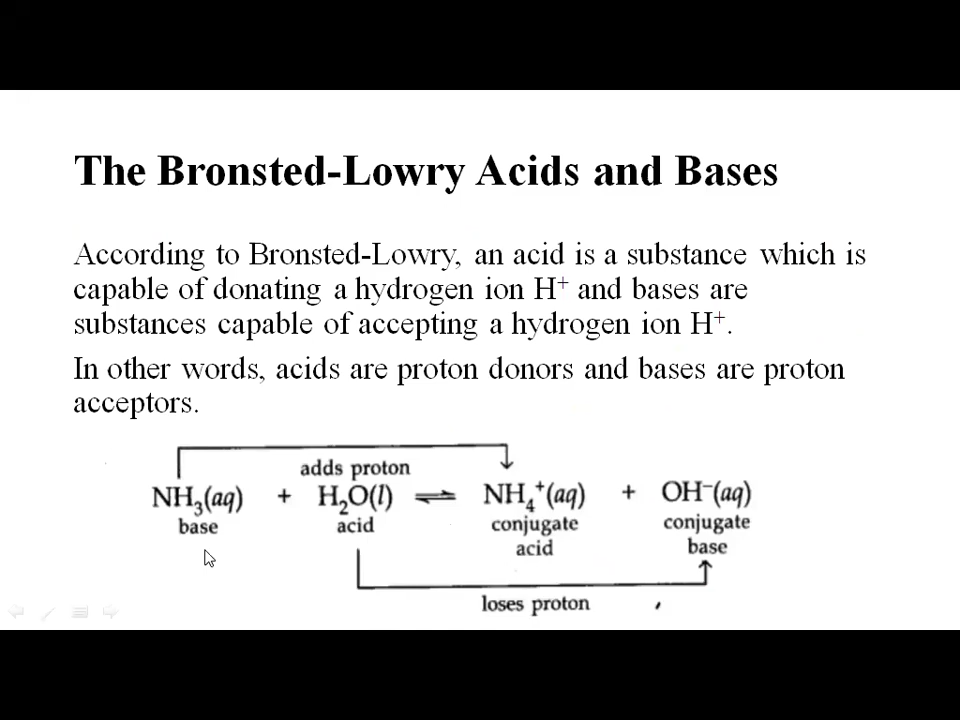 The Bronsted-Lowry Acids and Bases
According to Bronsted-Lowry, an acid is a substance which is
capable of donating a hydrogen ion H⁺ and bases are
substances capable of accepting a hydrogen ion H⁺.
In other words, acids are proton donors and bases are proton
acceptors.
adds proton
NH₃(aq) + H₂O(l) ⇌ NH₄⁺(aq) + OH⁻(aq)
base acid conjugate conjugate
acid base
loses proton